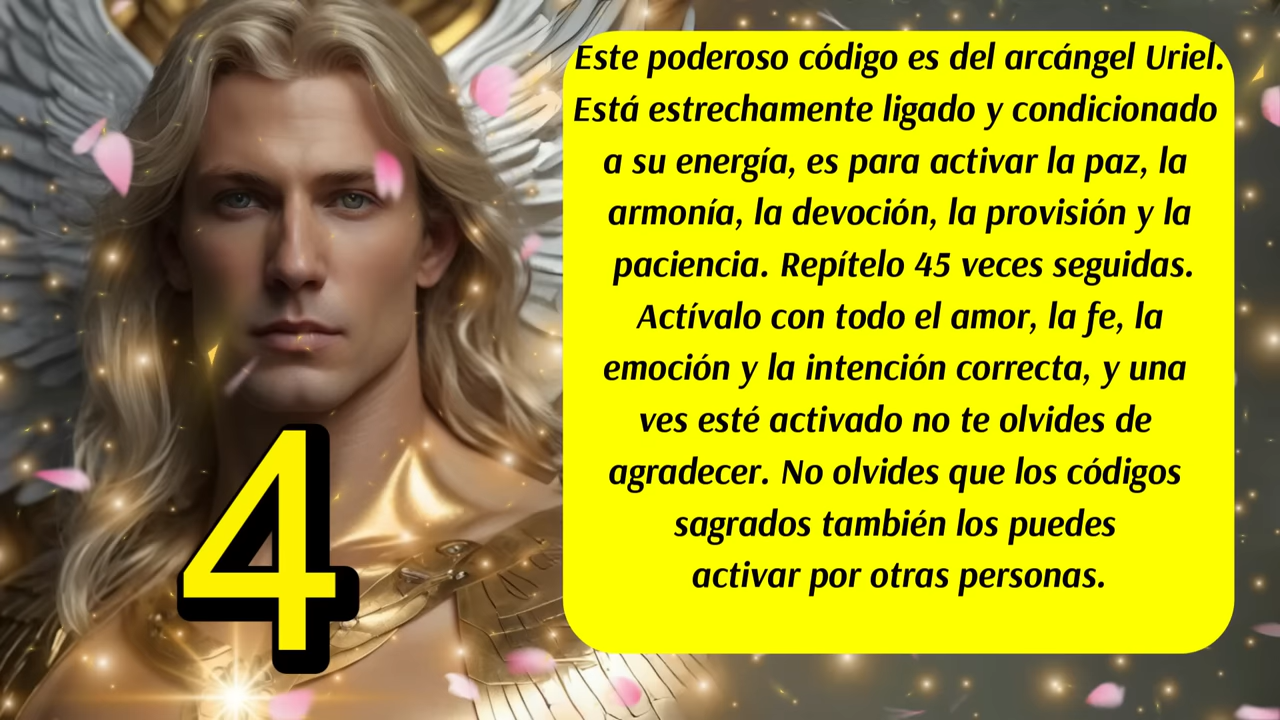 Este poderoso código es del arcángel Uriel.
Está estrechamente ligado y condicionado
a su energía, es para activar la paz, la
armonía, la devoción, la provisión y la
paciencia. Repítelo 45 veces seguidas.
Actívalo con todo el amor, la fe, la
emoción y la intención correcta, y una
ves esté activado no te olvides de
agradecer. No olvides que los códigos
sagrados también los puedes
activar por otras personas.
4